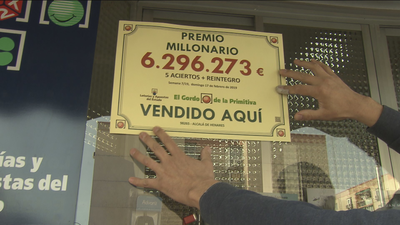 PREMIO
MILLONARIO
6.296.273 €
5 ACIERTOS + REINTEGRO
El Gordo de la Primitiva
VENDIDO AQUÍ
ías y
stas del